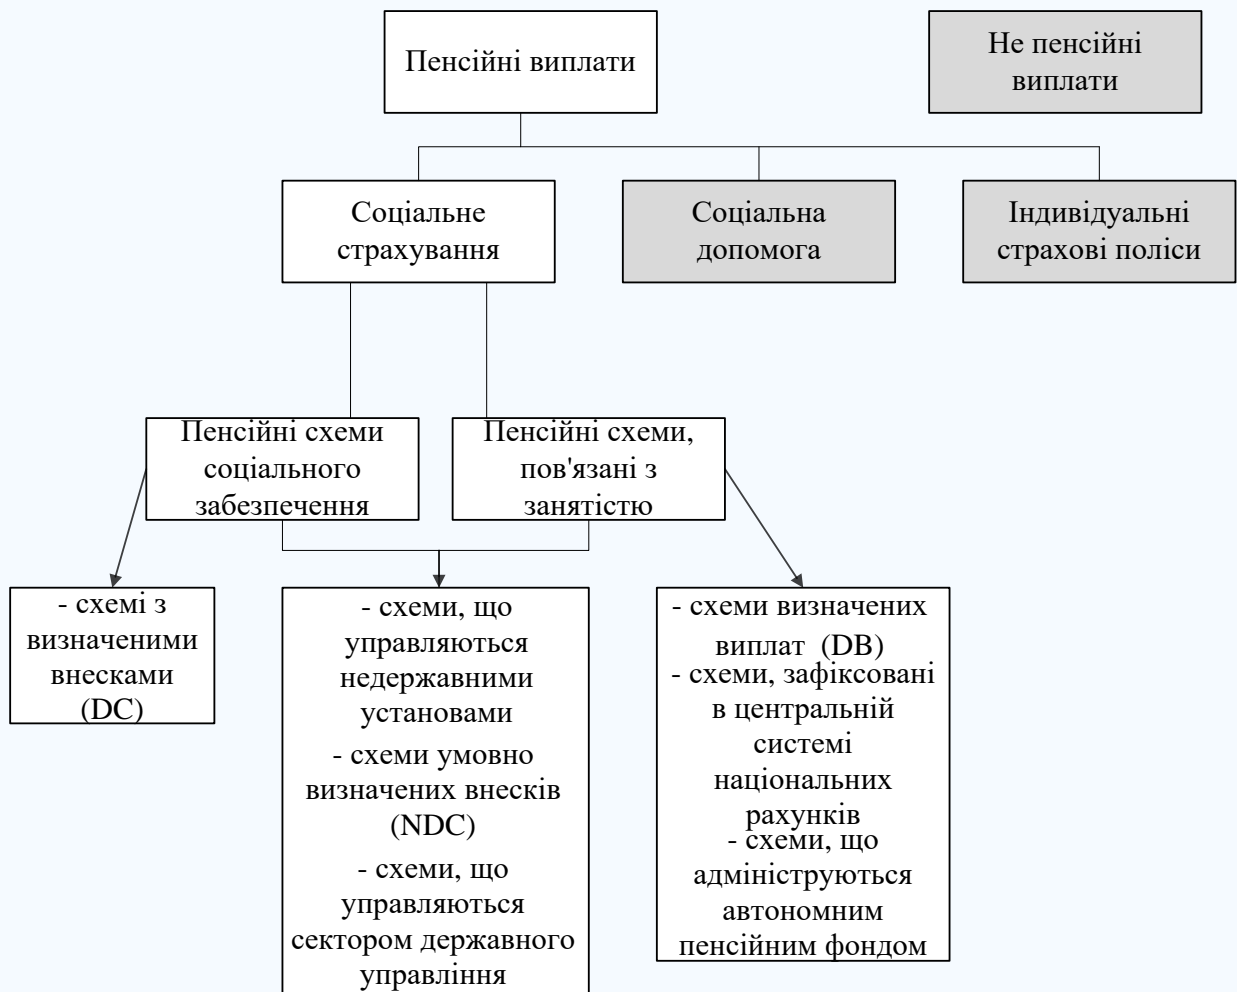 Пенсійні виплати
Не пенсійні
виплати
Соціальне
страхування
Соціальна
допомога
Індивідуальні
страхові поліси
Пенсійні схеми
соціального
забезпечення
Пенсійні схеми,
пов'язані з
занятістю
- схемі з
визначеними
внесками
(DC)
- схеми, що
управляються
недержавними
установами
- схеми умовно
визначених внесків
(NDC)
- схеми, що
управляються
сектором державного
управління
- схеми визначених
виплат (DB)
- схеми, зафіксовані
в центральній
системі
національних
рахунків
- схеми, що
адмініструються
автономним
пенсійним фондом